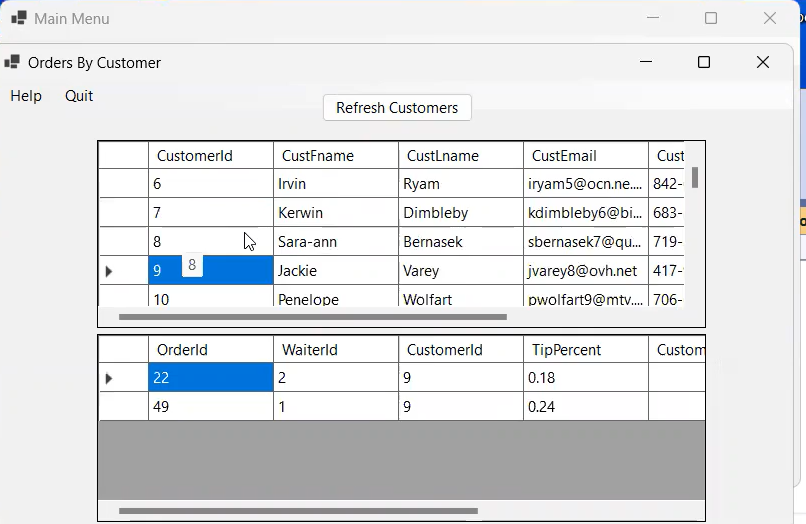 Main Menu
Orders By Customer
Help Quit
Refresh Customers
CustomerId CustFname CustLname CustEmail Cust
6 Irvin Ryam iryam5@ocn.ne.... 842-
7 Kerwin Dimbleby kdimbleby6@bi... 683-
8 Sara-ann Bernasek sbernasek7@qu... 719-
9 8 Jackie Varey jvarey8@ovh.net 417-
10 Penelope Wolfart pwolfart9@mtv.... 706-
OrderId WaiterId CustomerId TipPercent Custom
22 2 9 0.18
49 1 9 0.24